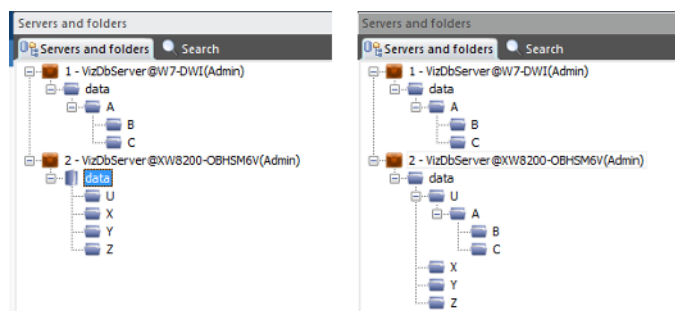 Servers and folders
Servers and folders Search
1 - VizDbServer@W7-DWI(Admin)
data
A
B
C
2 - VizDbServer@XW8200-OBHSM6V(Admin)
data
U
X
Y
Z
Servers and folders
Servers and folders Search
1 - VizDbServer@W7-DWI(Admin)
data
A
B
C
2 - VizDbServer@XW8200-OBHSM6V(Admin)
data
U
A
B
C
X
Y
Z